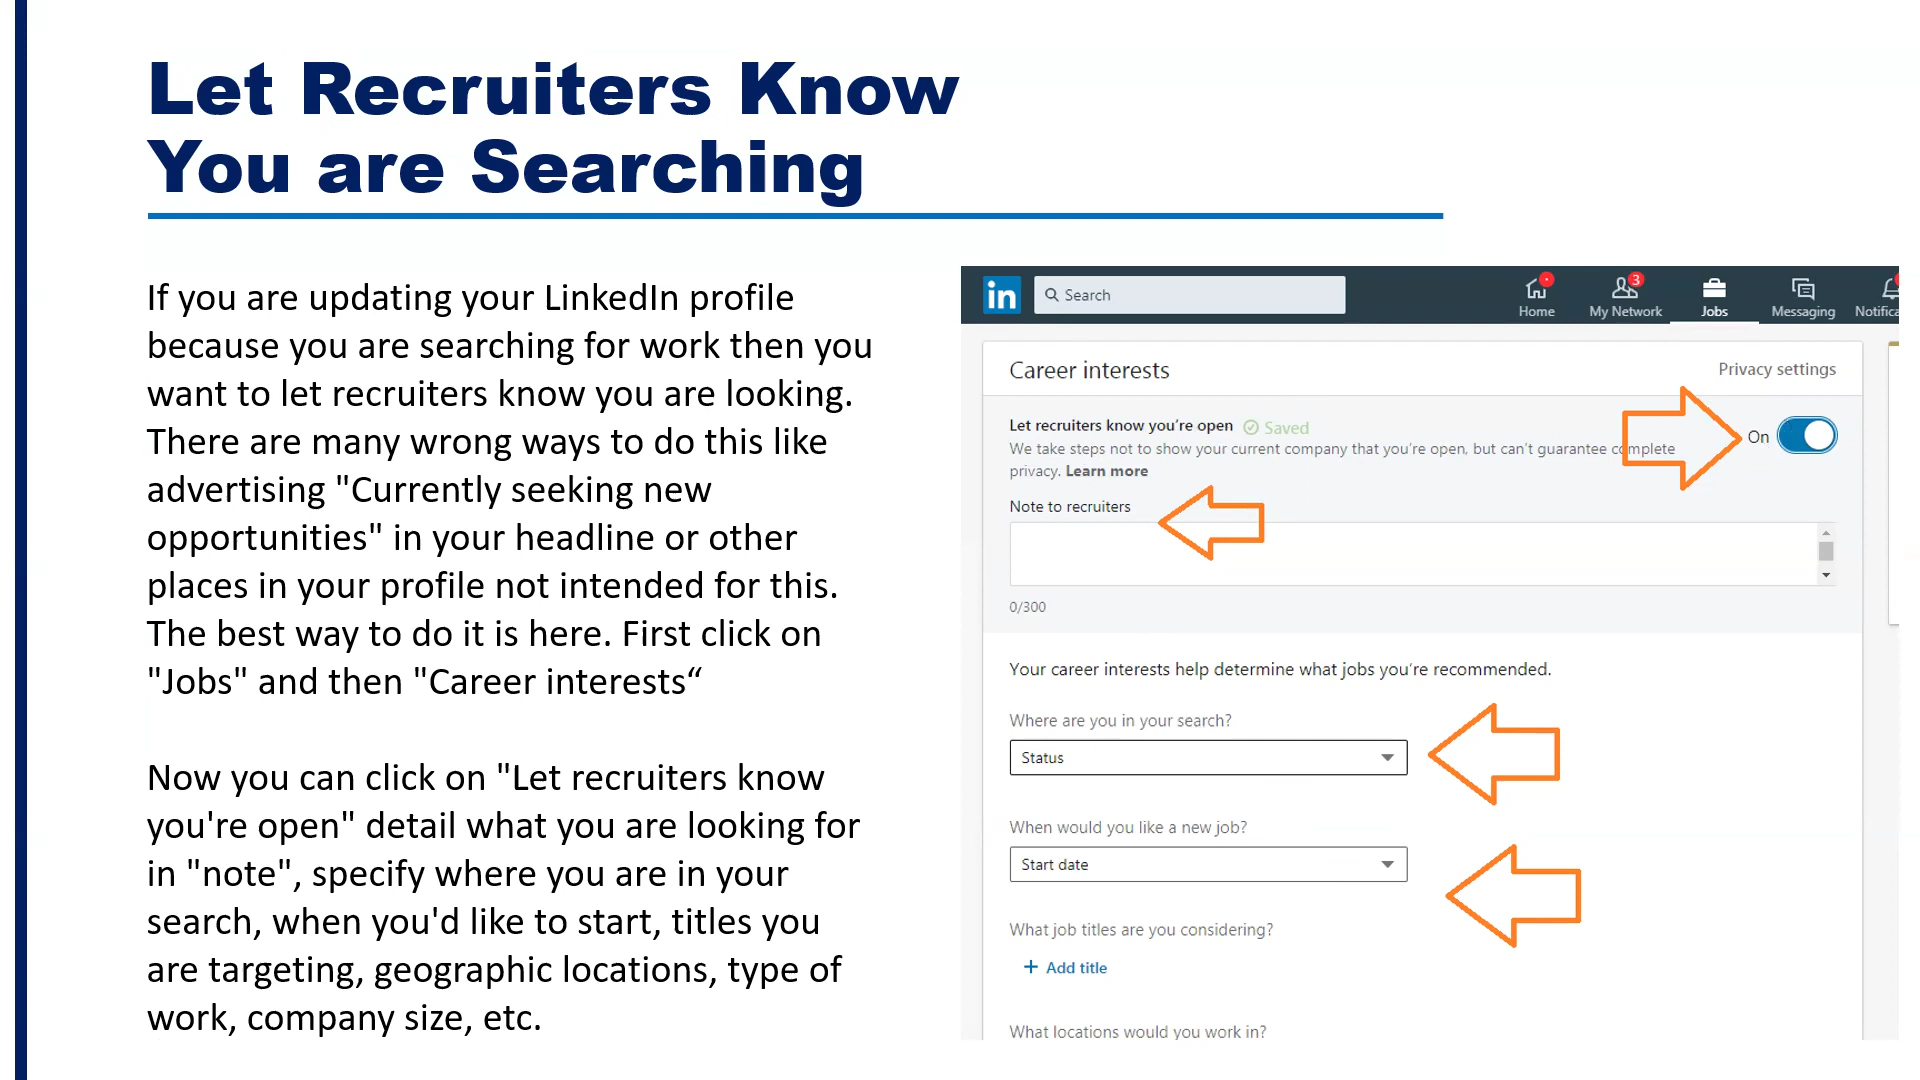 Let Recruiters Know
You are Searching
If you are updating your LinkedIn profile
because you are searching for work then you
want to let recruiters know you are looking.
There are many wrong ways to do this like
advertising "Currently seeking new
opportunities" in your headline or other
places in your profile not intended for this.
The best way to do it is here. First click on
"Jobs" and then "Career interests“
Now you can click on "Let recruiters know
you're open" detail what you are looking for
in "note", specify where you are in your
search, when you'd like to start, titles you
are targeting, geographic locations, type of
work, company size, etc.
in
Search
Home
3
My Network
Jobs
Messaging
Notifica
Career interests
Privacy settings
Let recruiters know you're open
Saved
On
We take steps not to show your current company that you're open, but can't guarantee complete
privacy. Learn more
Note to recruiters
0/300
Your career interests help determine what jobs you're recommended.
Where are you in your search?
Status
When would you like a new job?
Start date
What job titles are you considering?
+ Add title
What locations would you work in?